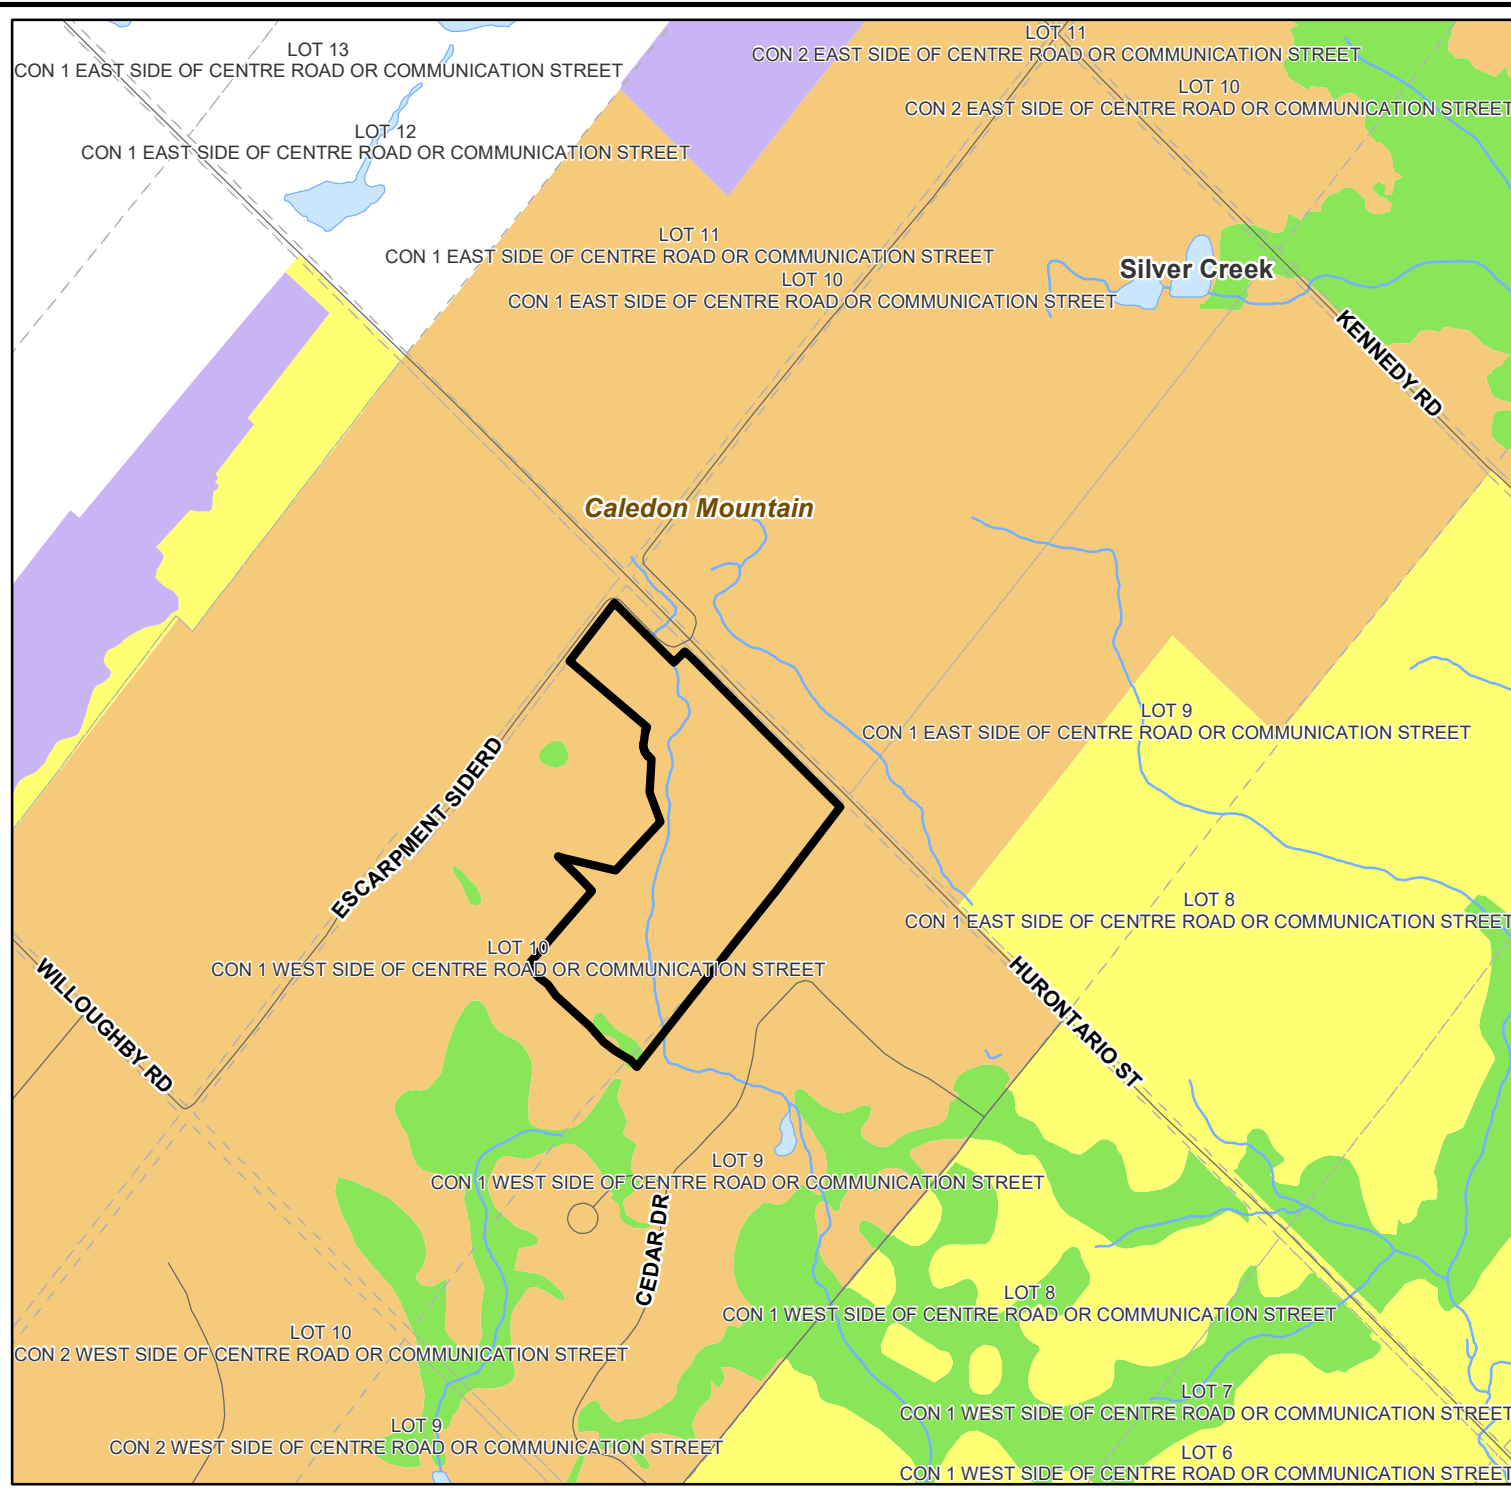 LOT 13
CON 1 EAST SIDE OF CENTRE ROAD OR COMMUNICATION STREET
LOT 11
CON 2 EAST SIDE OF CENTRE ROAD OR COMMUNICATION STREET
LOT 10
CON 2 EAST SIDE OF CENTRE ROAD OR COMMUNICATION STREET
LOT 12
CON 1 EAST SIDE OF CENTRE ROAD OR COMMUNICATION STREET
LOT 11
CON 1 EAST SIDE OF CENTRE ROAD OR COMMUNICATION STREET
LOT 10
CON 1 EAST SIDE OF CENTRE ROAD OR COMMUNICATION STREET
Silver Creek
KENNEDY RD
Caledon Mountain
LOT 9
CON 1 EAST SIDE OF CENTRE ROAD OR COMMUNICATION STREET
ESCARPMENT SIDERD
LOT 8
CON 1 EAST SIDE OF CENTRE ROAD OR COMMUNICATION STREET
LOT 10
CON 1 WEST SIDE OF CENTRE ROAD OR COMMUNICATION STREET
WILLOUGHBY RD
HURONTARIO ST
LOT 9
CON 1 WEST SIDE OF CENTRE ROAD OR COMMUNICATION STREET
CEDAR DR
LOT 8
CON 1 WEST SIDE OF CENTRE ROAD OR COMMUNICATION STREET
LOT 10
CON 2 WEST SIDE OF CENTRE ROAD OR COMMUNICATION STREET
LOT 7
CON 1 WEST SIDE OF CENTRE ROAD OR COMMUNICATION STREET
LOT 9
CON 2 WEST SIDE OF CENTRE ROAD OR COMMUNICATION STREET
LOT 6
CON 1 WEST SIDE OF CENTRE ROAD OR COMMUNICATION STREET